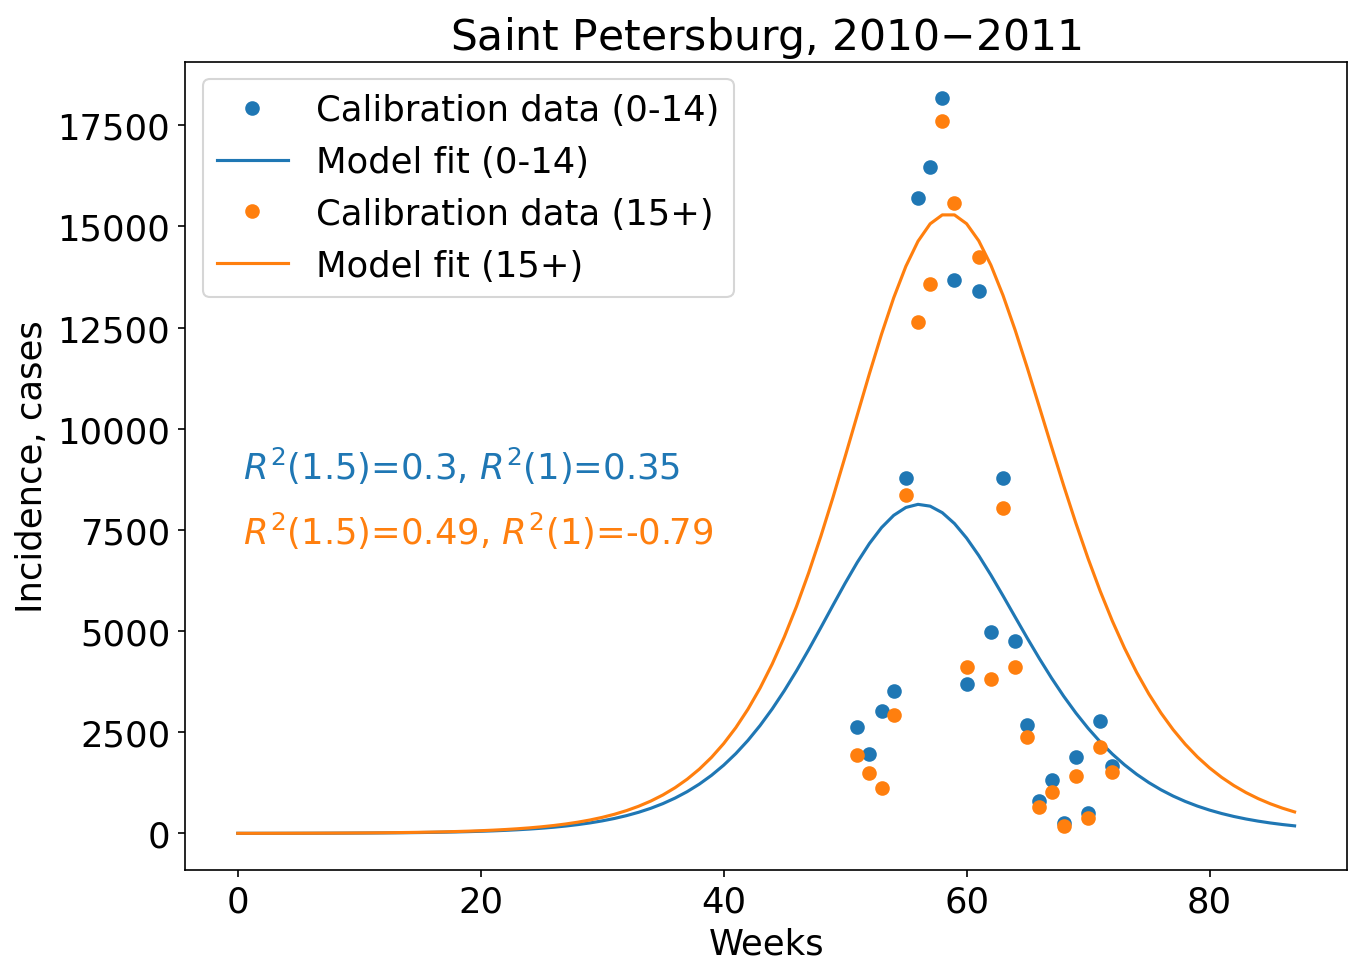 Saint Petersburg, 2010−2011
Calibration data (0-14)
Model fit (0-14)
Calibration data (15+)
Model fit (15+)
R²(1.5)=0.3, R²(1)=0.35
R²(1.5)=0.49, R²(1)=-0.79
Incidence, cases
17500
15000
12500
10000
7500
5000
2500
0
0 20 40 60 80
Weeks